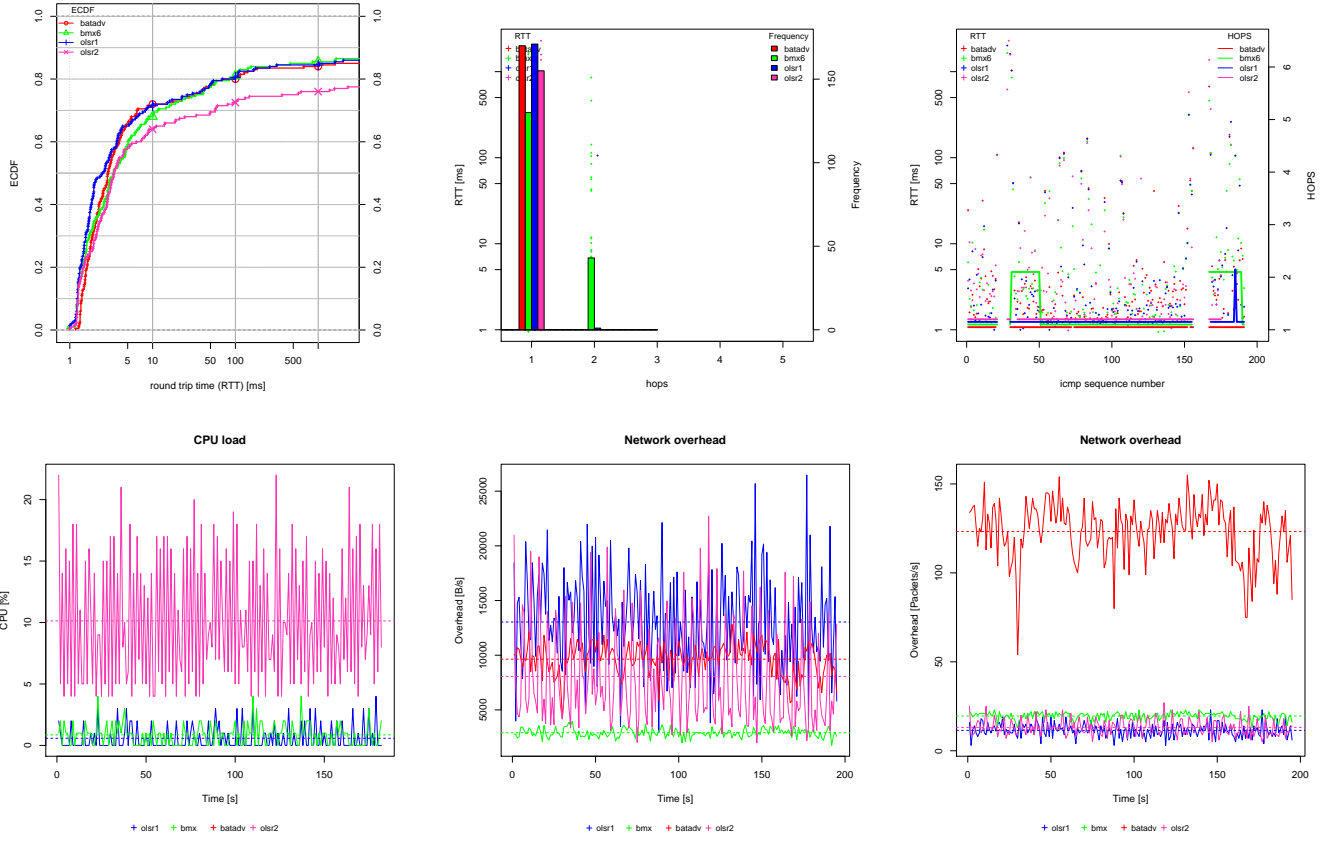 ECDF
batadv
bmx6
olsr1
olsr2
ECDF
0.0 0.2 0.4 0.6 0.8 1.0
0.0 0.2 0.4 0.6 0.8 1.0
1 5 10 50 100 500
round trip time (RTT) [ms]
RTT
bmx6
olsr1
olsr2
Frequency
batadv
bmx6
olsr1
olsr2
RTT [ms]
1 5 10 50 100 500
Frequency
0 50 100 150
1 2 3 4 5
hops
RTT
batadv
bmx6
olsr1
olsr2
HOPS
batadv
bmx6
olsr1
olsr2
RTT [ms]
1 5 10 50 100 500
HOPS
1 2 3 4 5 6
0 50 100 150 200
icmp sequence number
CPU load
CPU [%]
0 5 10 15 20
0 50 100 150
Time [s]
olsr1 bmx batadv olsr2
Network overhead
Overhead [B/s]
5000 10000 15000 20000 25000
0 50 100 150 200
Time [s]
olsr1 bmx batadv olsr2
Network overhead
Overhead [Packets/s]
0 50 100 150
0 50 100 150 200
Time [s]
olsr1 bmx batadv olsr2